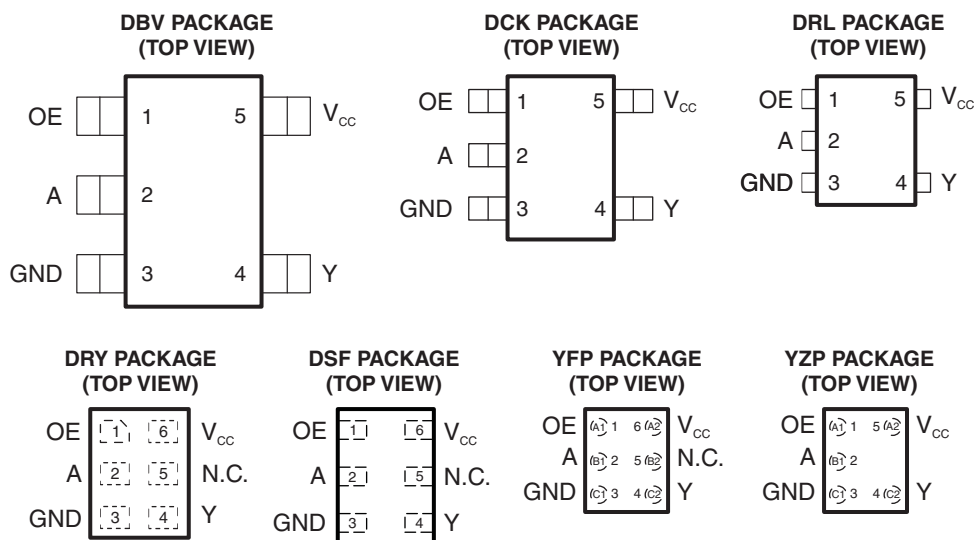 DBV PACKAGE
(TOP VIEW)
OE 1 5 VCC
A 2
GND 3 4 Y
DCK PACKAGE
(TOP VIEW)
OE 1 5 VCC
A 2
GND 3 4 Y
DRL PACKAGE
(TOP VIEW)
OE 1 5 VCC
A 2
GND 3 4 Y
DRY PACKAGE
(TOP VIEW)
OE 1 6 VCC
A 2 5 N.C.
GND 3 4 Y
DSF PACKAGE
(TOP VIEW)
OE 1 6 VCC
A 2 5 N.C.
GND 3 4 Y
YFP PACKAGE
(TOP VIEW)
OE A1 1 6 A2 VCC
A B1 2 5 B2 N.C.
GND C1 3 4 C2 Y
YZP PACKAGE
(TOP VIEW)
OE A1 1 5 A2 VCC
A B1 2
GND C1 3 4 C2 Y